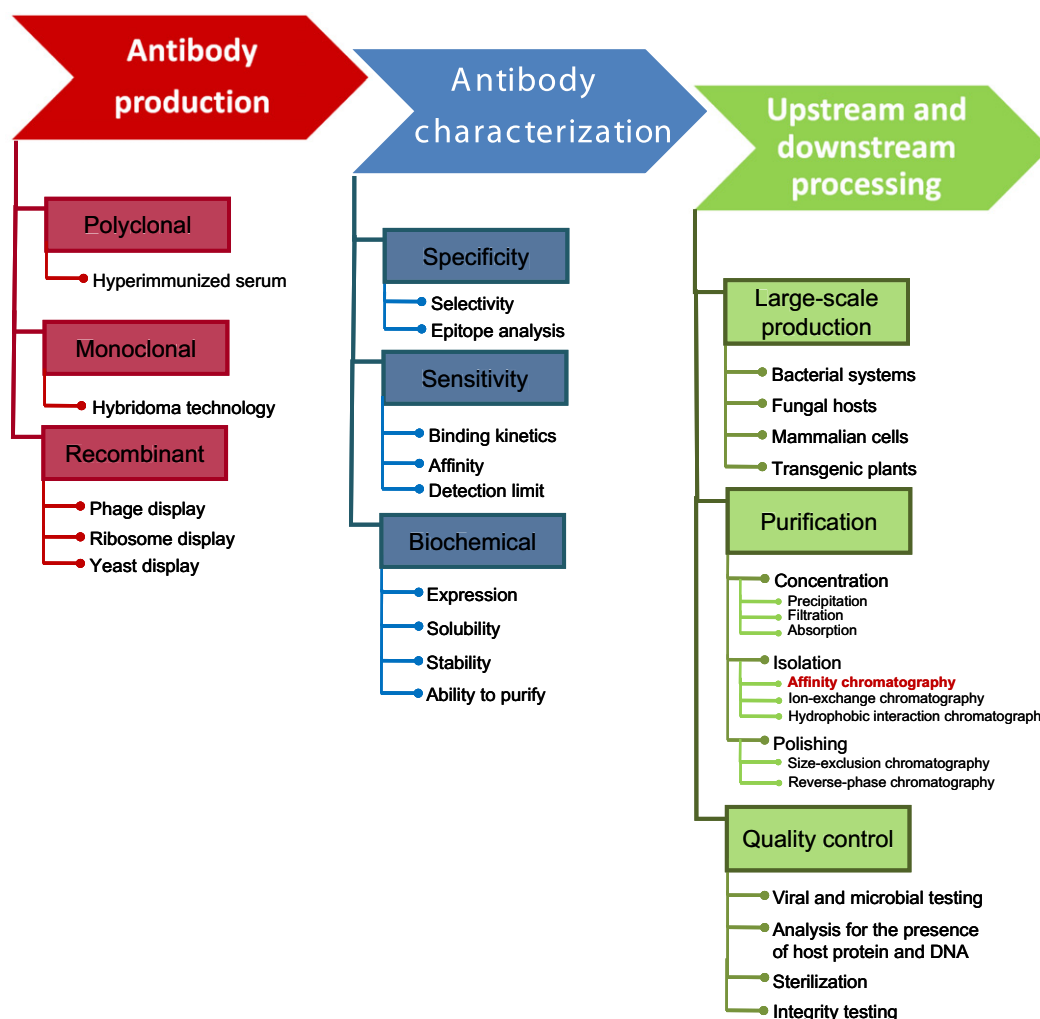 Antibody
production
Polyclonal
Hyperimmunized serum
Monoclonal
Hybridoma technology
Recombinant
Phage display
Ribosome display
Yeast display
Antibody
characterization
Specificity
Selectivity
Epitope analysis
Sensitivity
Binding kinetics
Affinity
Detection limit
Biochemical
Expression
Solubility
Stability
Ability to purify
Upstream and
downstream
processing
Large-scale
production
Bacterial systems
Fungal hosts
Mammalian cells
Transgenic plants
Purification
Concentration
Precipitation
Filtration
Absorption
Isolation
Affinity chromatography
Ion-exchange chromatography
Hydrophobic interaction chromatograph
Polishing
Size-exclusion chromatography
Reverse-phase chromatography
Quality control
Viral and microbial testing
Analysis for the presence
of host protein and DNA
Sterilization
Integrity testing